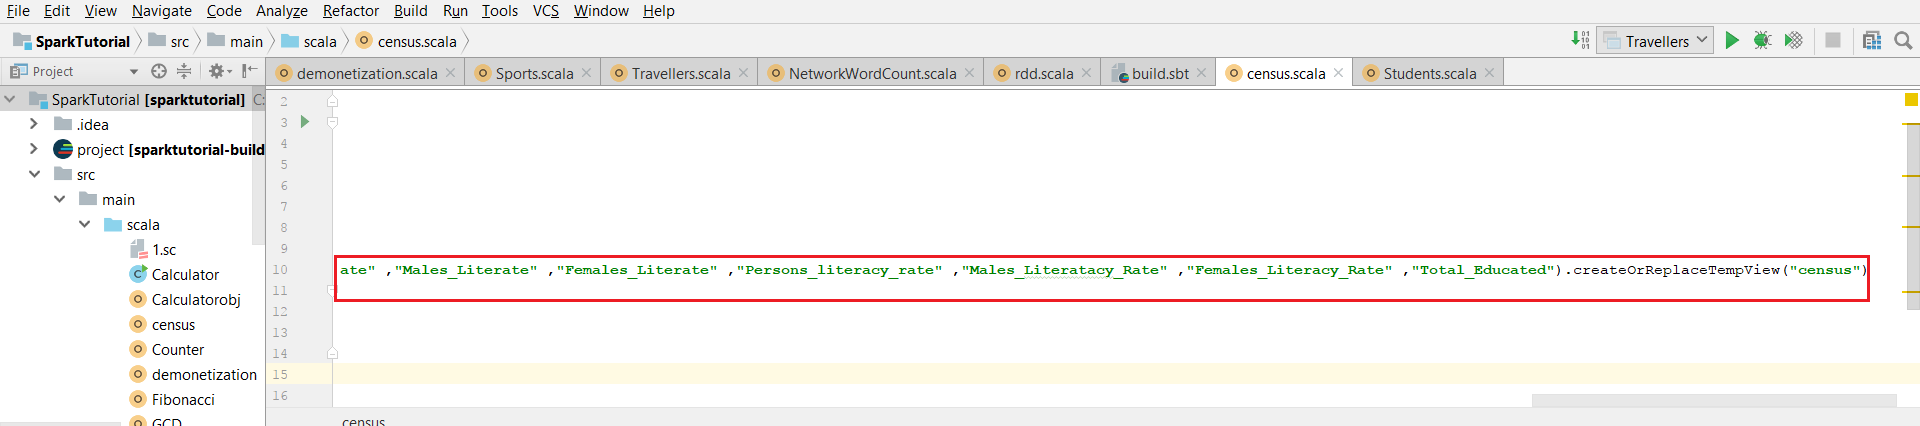 File Edit View Navigate Code Analyze Refactor Build Run Tools VCS Window Help
SparkTutorial src main scala census.scala Travellers
Project demonetization.scala Sports.scala Travellers.scala NetworkWordCount.scala rdd.scala build.sbt census.scala Students.scala
SparkTutorial [sparktutorial] C:
.idea
project [sparktutorial-build
src
main
scala
1.sc
Calculator
Calculatorobj
census
Counter
demonetization
Fibonacci
GCD
2
3
4
5
6
7
8
9
10 ate" ,"Males_Literate" ,"Females_Literate" ,"Persons_literacy_rate" ,"Males_Literatacy_Rate" ,"Females_Literacy_Rate" ,"Total_Educated").createOrReplaceTempView("census")
11
12
13
14
15
16
census